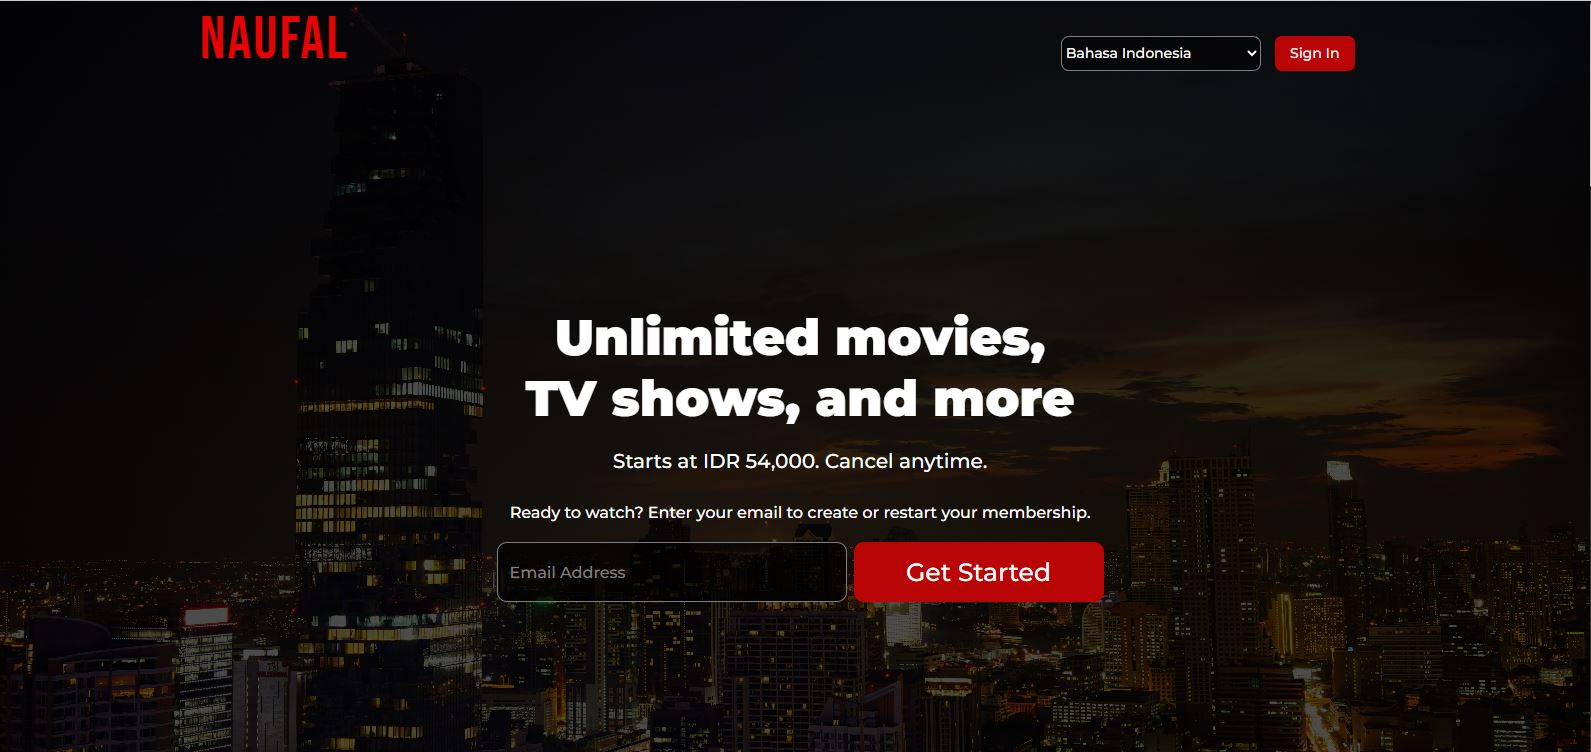 NAUFAL
Bahasa Indonesia
Sign In
Unlimited movies,
TV shows, and more
Starts at IDR 54,000. Cancel anytime.
Ready to watch? Enter your email to create or restart your membership.
Email Address
Get Started